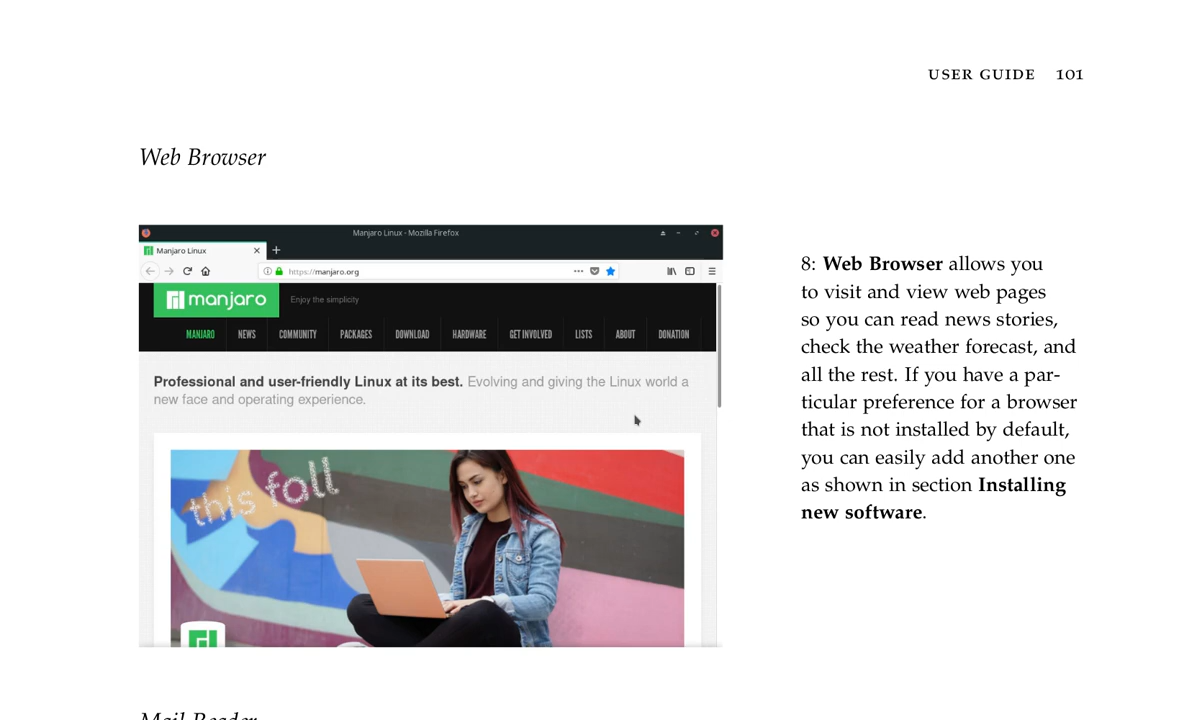 USER GUIDE 101
Web Browser
Manjaro Linux - Mozilla Firefox
Manjaro Linux
https://manjaro.org
manjaro
Enjoy the simplicity
MANJARO NEWS COMMUNITY PACKAGES DOWNLOAD HARDWARE GET INVOLVED LISTS ABOUT DONATION
Professional and user-friendly Linux at its best. Evolving and giving the Linux world a
new face and operating experience.
this fall
8: Web Browser allows you
to visit and view web pages
so you can read news stories,
check the weather forecast, and
all the rest. If you have a par-
ticular preference for a browser
that is not installed by default,
you can easily add another one
as shown in section Installing
new software.
Mail Reader